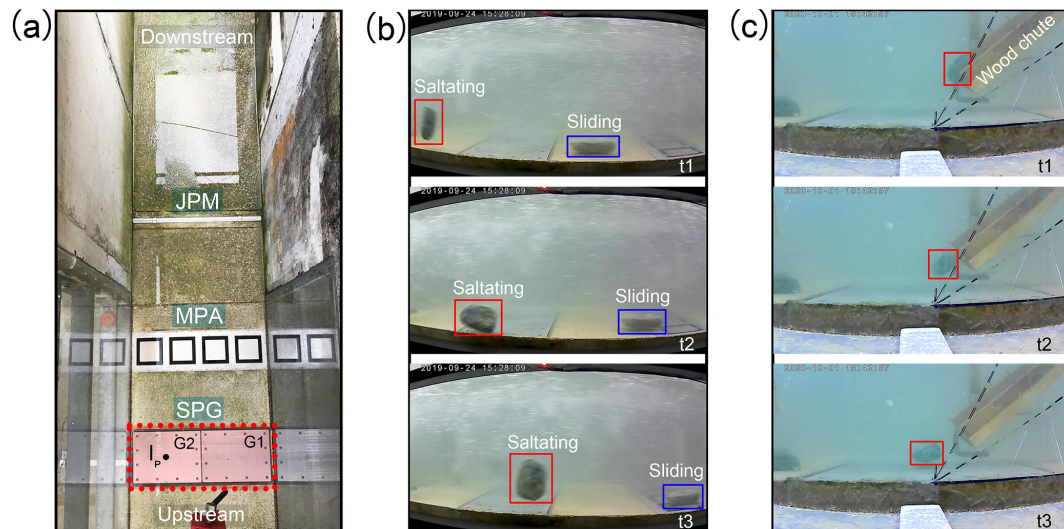 (a)
Downstream
JPM
MPA
SPG
G2
G1
I_P
Upstream
(b)
2019-09-24 15:28:09
Saltating
Sliding
t1
2019-09-24 15:28:09
Saltating
Sliding
t2
2019-09-24 15:28:09
Saltating
Sliding
t3
(c)
Wood chute
t1
t2
t3